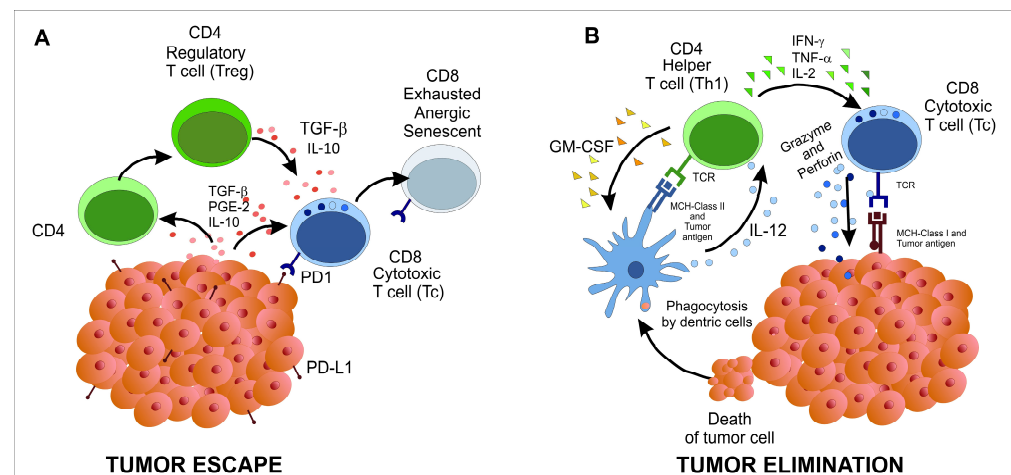 A
CD4
Regulatory
T cell (Treg)
TGF-β
IL-10
CD8
Exhausted
Anergic
Senescent
CD4
TGF-β
PGE-2
IL-10
PD1
CD8
Cytotoxic
T cell (Tc)
PD-L1
TUMOR ESCAPE
B
CD4
Helper
T cell (Th1)
IFN-γ
TNF-α
IL-2
CD8
Cytotoxic
T cell (Tc)
GM-CSF
TCR
MCH-Class II
and
Tumor
antigen
IL-12
Grazyme
and
Perforin
TCR
MCH-Class I and
Tumor antigen
Phagocytosis
by dentric cells
Death
of tumor cell
TUMOR ELIMINATION